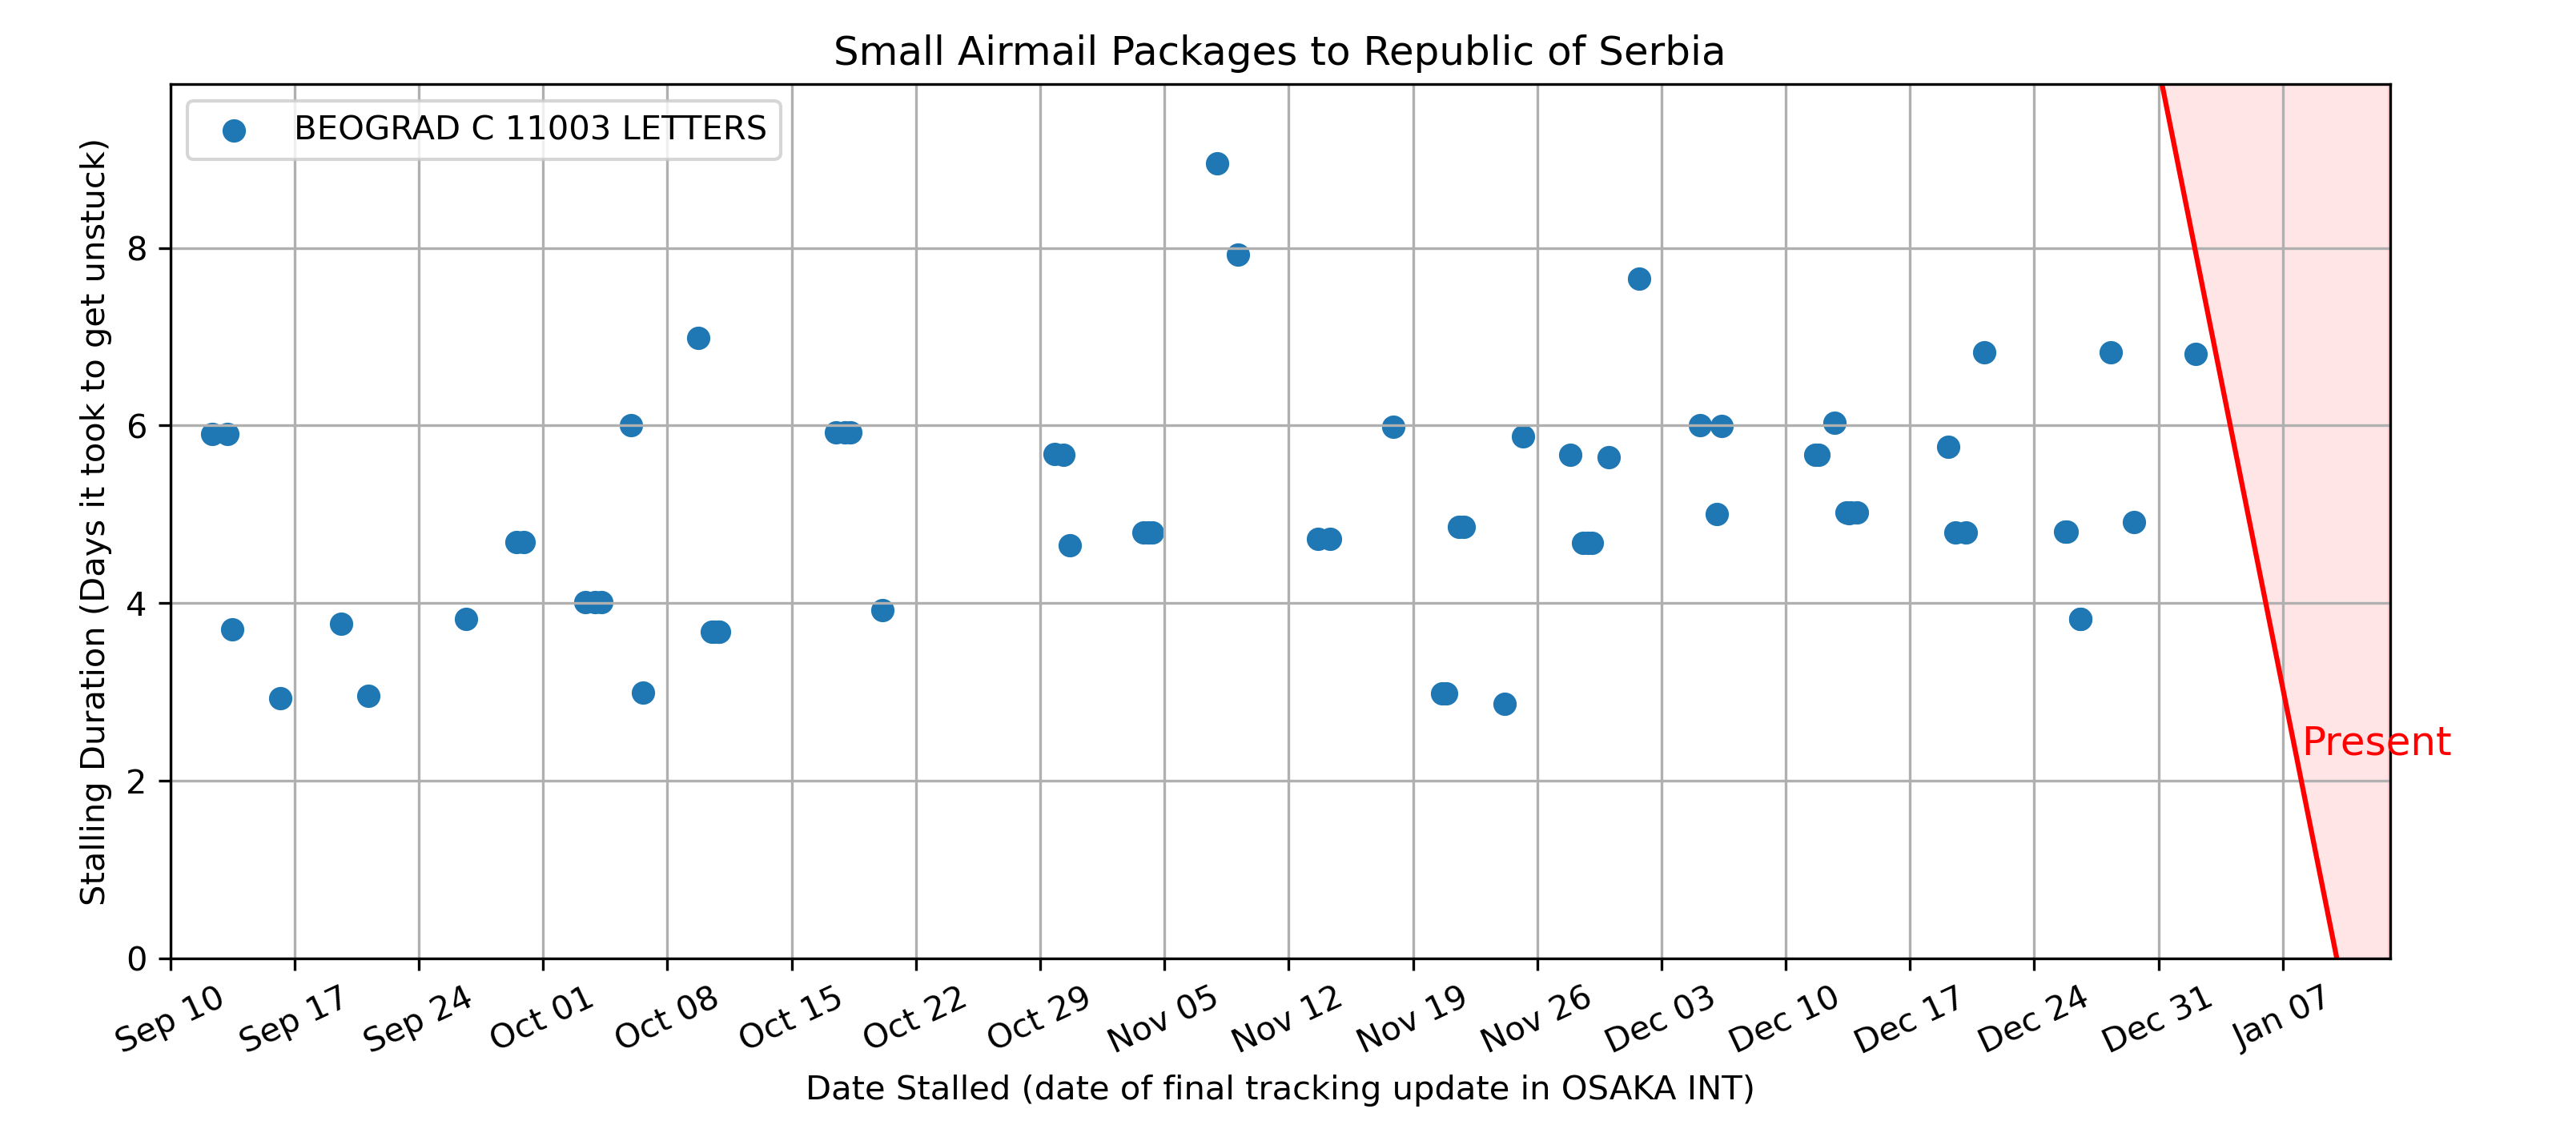 Small Airmail Packages to Republic of Serbia
BEOGRAD C 11003 LETTERS
Stalling Duration (Days it took to get unstuck)
8
6
4
2
0
Present
Sep 10
Sep 17
Sep 24
Oct 01
Oct 08
Oct 15
Oct 22
Oct 29
Nov 05
Nov 12
Nov 19
Nov 26
Dec 03
Dec 10
Dec 17
Dec 24
Dec 31
Jan 07
Date Stalled (date of final tracking update in OSAKA INT)